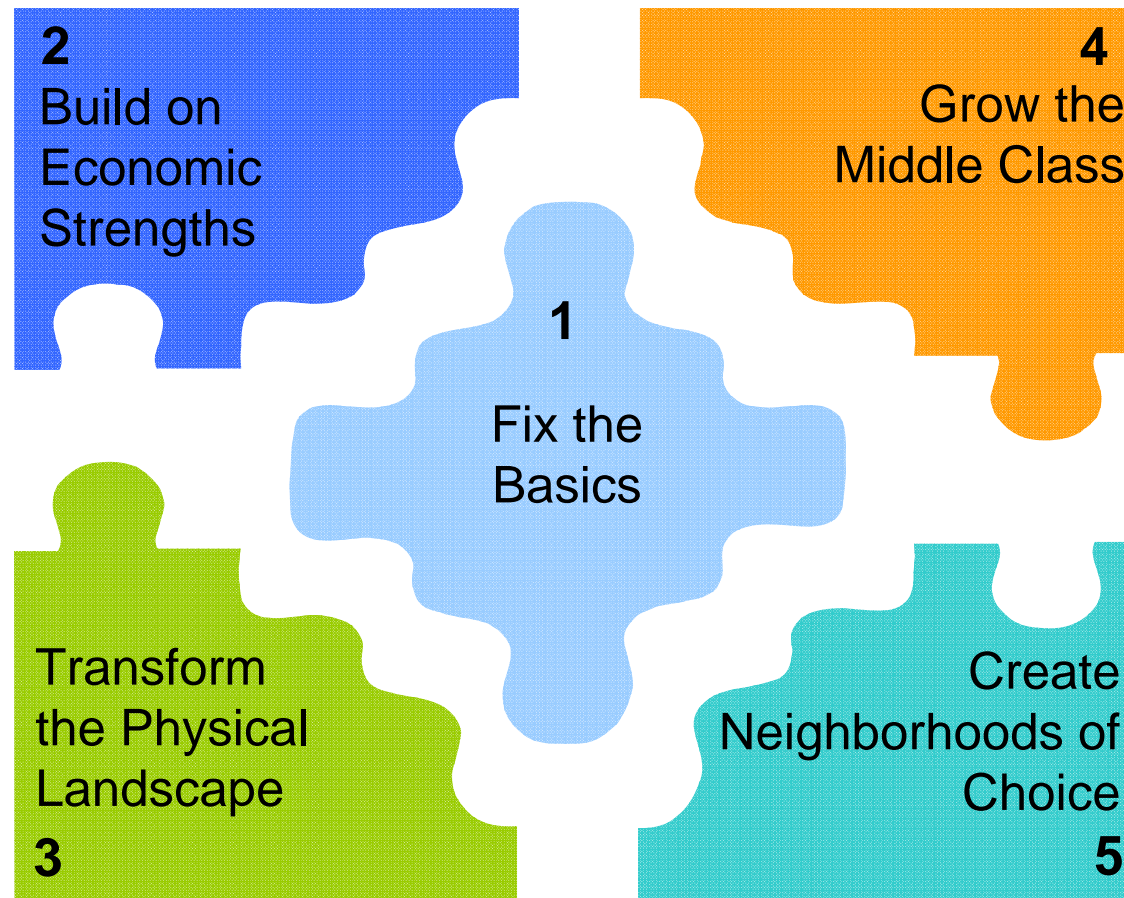 2
Build on
Economic
Strengths
4
Grow the
Middle Class
1
Fix the
Basics
Transform
the Physical
Landscape
3
Create
Neighborhoods of
Choice
5